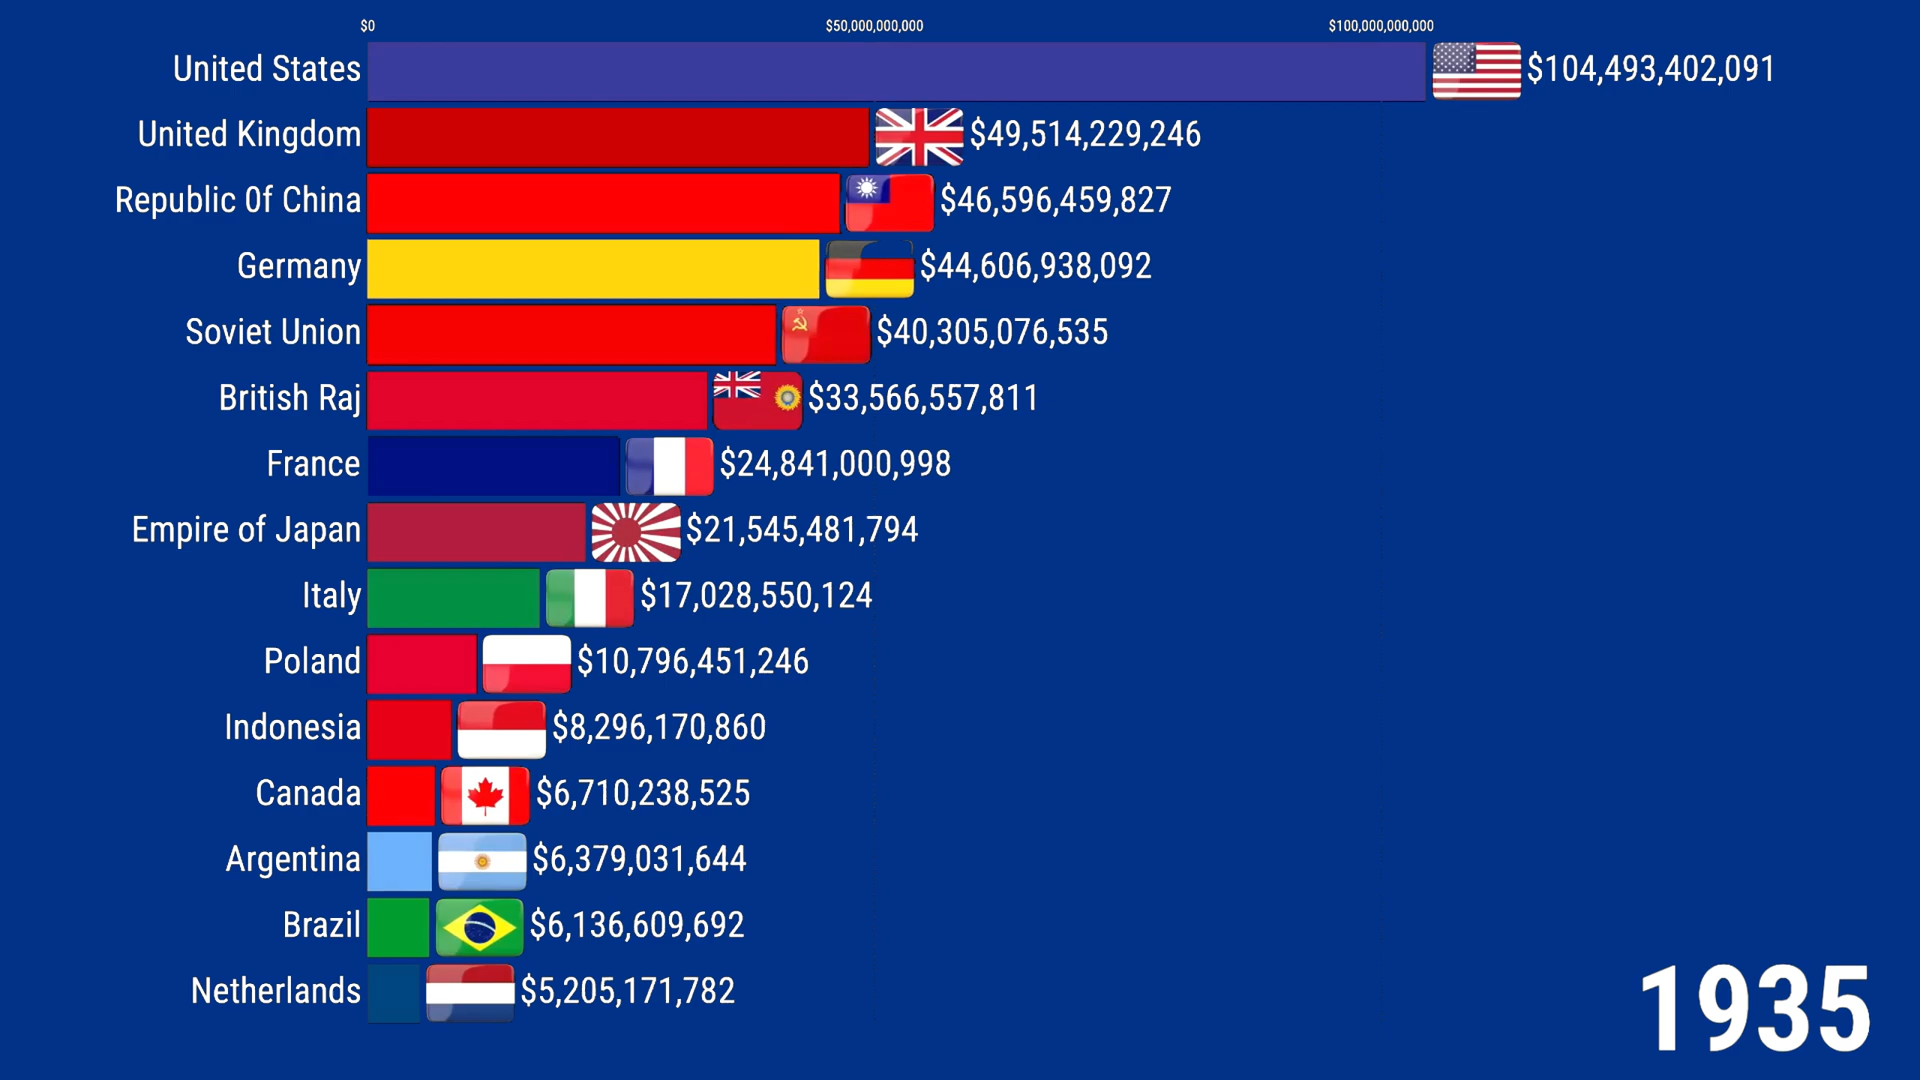 $0 $50,000,000,000 $100,000,000,000
United States $104,493,402,091
United Kingdom $49,514,229,246
Republic 0f China $46,596,459,827
Germany $44,606,938,092
Soviet Union $40,305,076,535
British Raj $33,566,557,811
France $24,841,000,998
Empire of Japan $21,545,481,794
Italy $17,028,550,124
Poland $10,796,451,246
Indonesia $8,296,170,860
Canada $6,710,238,525
Argentina $6,379,031,644
Brazil $6,136,609,692
Netherlands $5,205,171,782
1935